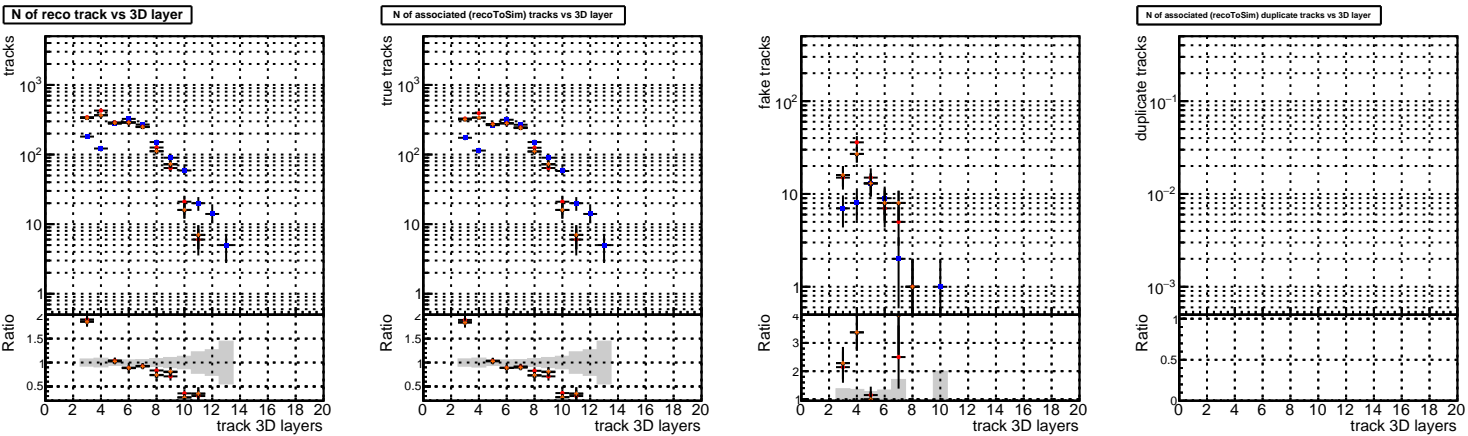 N of reco track vs 3D layer
tracks
10³
10²
10
1
Ratio
2
1.5
1
0.5
0 2 4 6 8 10 12 14 16 18 20
track 3D layers
N of associated (recoToSim) tracks vs 3D layer
true tracks
10³
10²
10
1
Ratio
2
1.5
1
0.5
0 2 4 6 8 10 12 14 16 18 20
track 3D layers
fake tracks
10²
10
1
Ratio
4
3
2
1
0 2 4 6 8 10 12 14 16 18 20
track 3D layers
N of associated (recoToSim) duplicate tracks vs 3D layer
duplicate tracks
10⁻¹
10⁻²
10⁻³
Ratio
1
0.5
0
0 2 4 6 8 10 12 14 16 18 20
track 3D layers